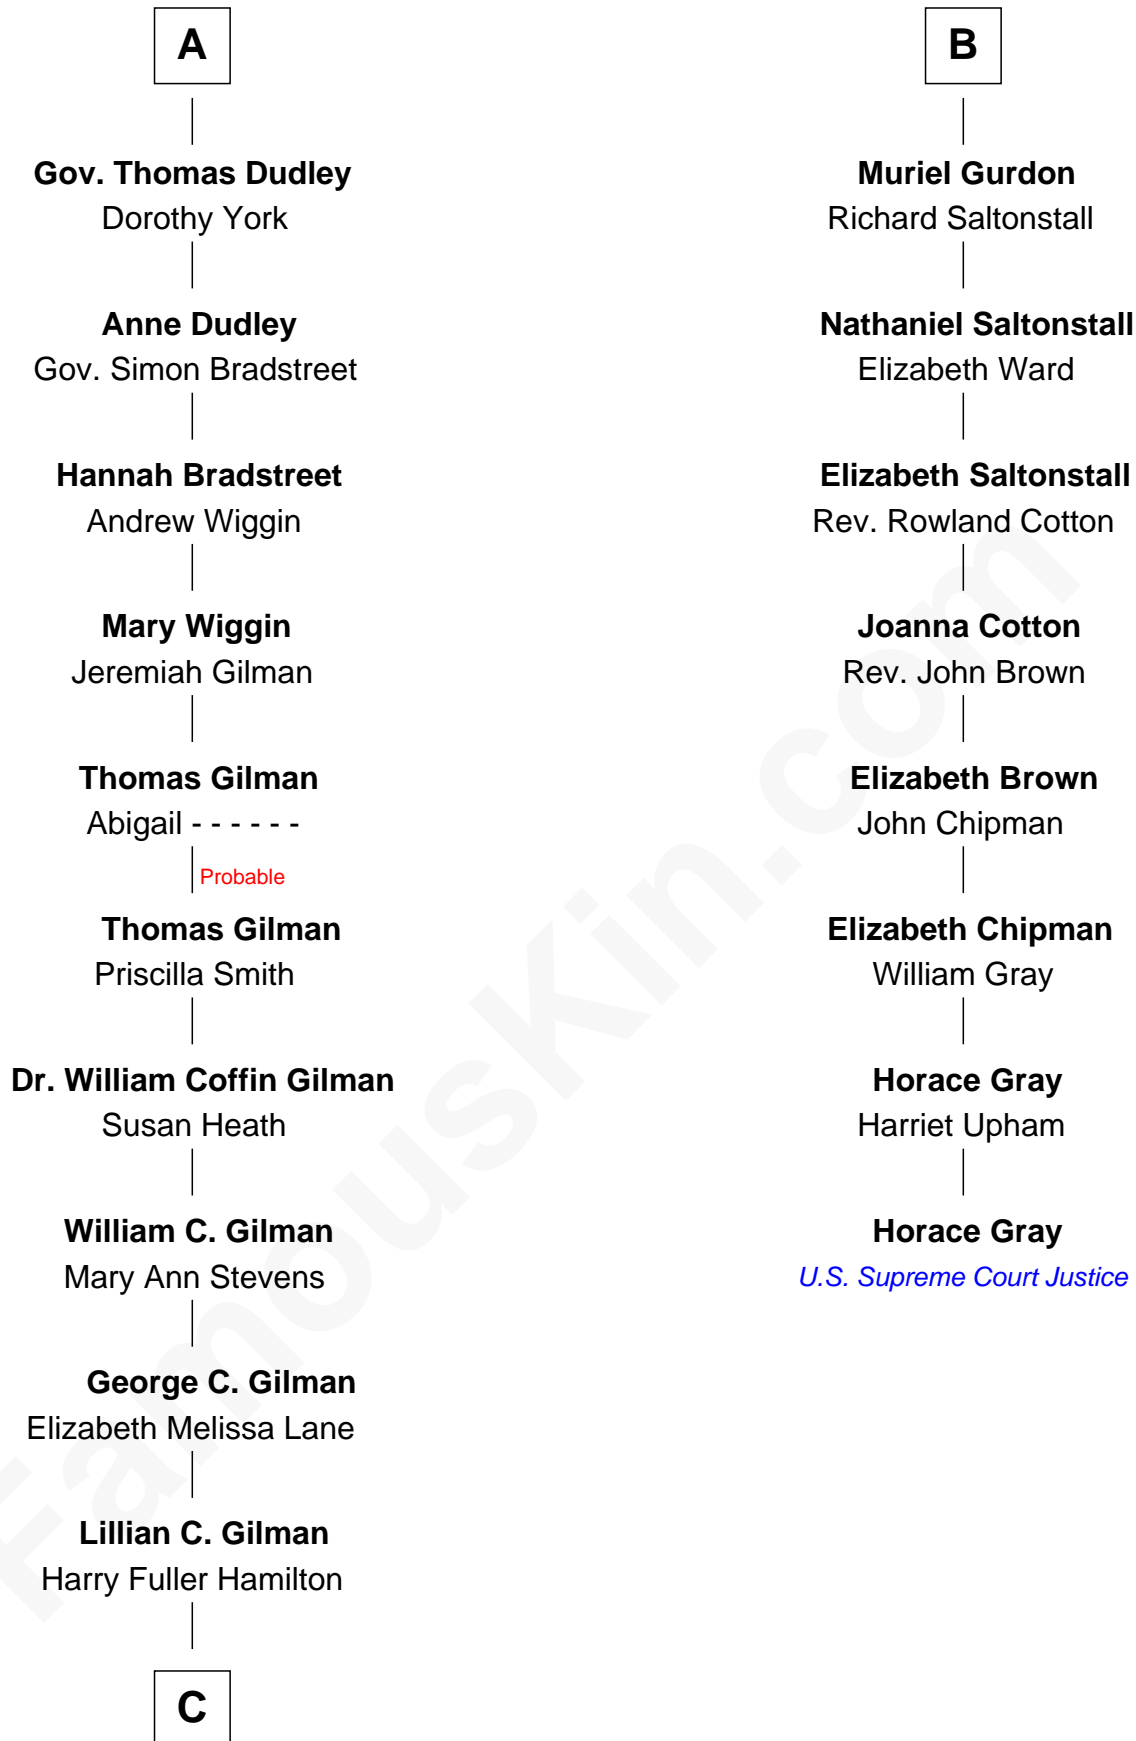 A
Gov. Thomas Dudley
Dorothy York
Anne Dudley
Gov. Simon Bradstreet
Hannah Bradstreet
Andrew Wiggin
Mary Wiggin
Jeremiah Gilman
Thomas Gilman
Abigail - - - - - -
Probable
Thomas Gilman
Priscilla Smith
Dr. William Coffin Gilman
Susan Heath
William C. Gilman
Mary Ann Stevens
George C. Gilman
Elizabeth Melissa Lane
Lillian C. Gilman
Harry Fuller Hamilton
C
B
Muriel Gurdon
Richard Saltonstall
Nathaniel Saltonstall
Elizabeth Ward
Elizabeth Saltonstall
Rev. Rowland Cotton
Joanna Cotton
Rev. John Brown
Elizabeth Brown
John Chipman
Elizabeth Chipman
William Gray
Horace Gray
Harriet Upham
Horace Gray
U.S. Supreme Court Justice
FamousKin.com